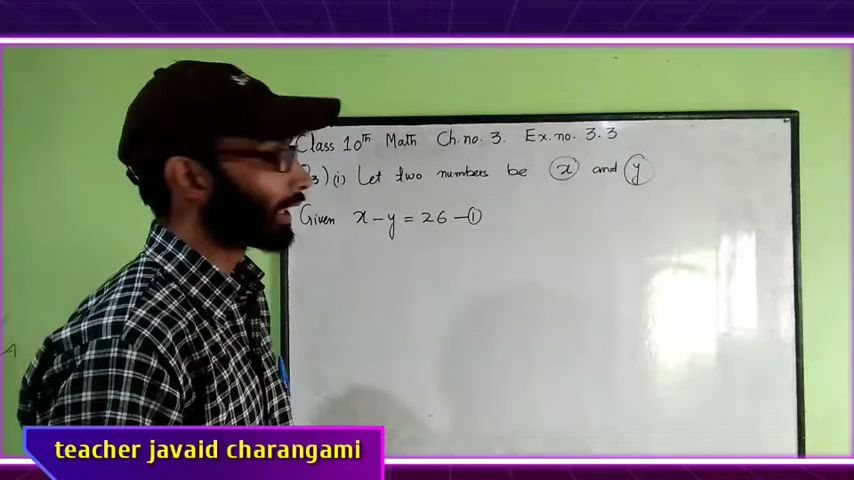 Class 10th Math Ch.no. 3. Ex.no. 3.3
3) (i) Let two numbers be x and y
Given x - y = 26 - ①
teacher javaid charangami